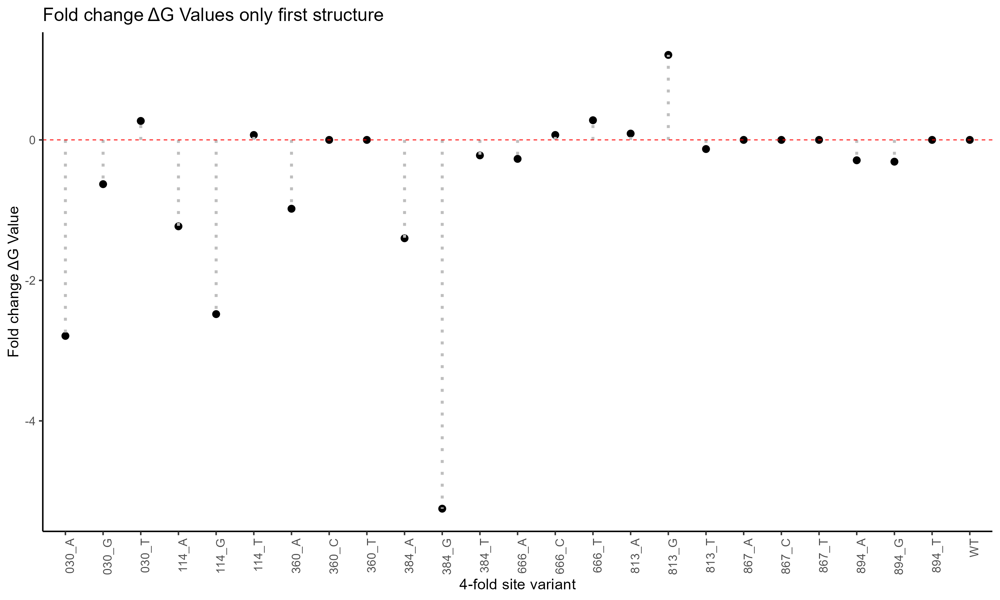 Fold change ΔG Values only first structure
Fold change ΔG Value
0
-2
-4
030_A
030_G
030_T
114_A
114_G
114_T
360_A
360_C
360_T
384_A
384_G
384_T
666_A
666_C
666_T
813_A
813_G
813_T
867_A
867_C
867_T
894_A
894_G
894_T
WT
4-fold site variant